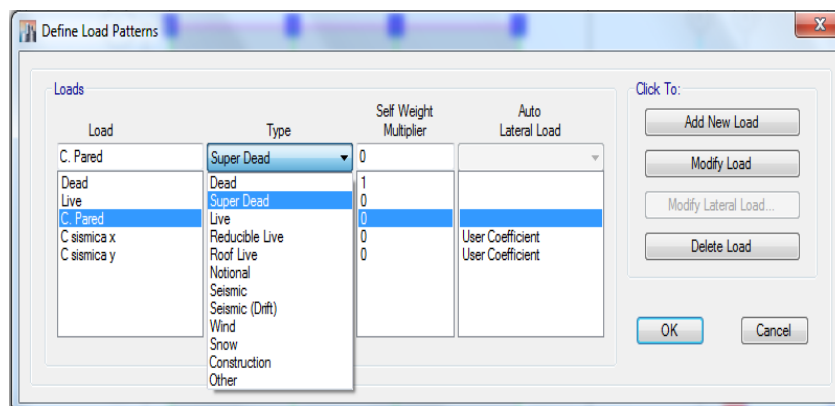 Define Load Patterns
Loads
Load Type Self Weight Multiplier Auto Lateral Load
C. Pared Super Dead 0
Dead Dead 1
Live Super Dead 0
C. Pared Live 0
C sismica x Reducible Live 0 User Coefficient
C sismica y Roof Live 0 User Coefficient
Notional
Seismic
Seismic (Drift)
Wind
Snow
Construction
Other
Click To:
Add New Load
Modify Load
Modify Lateral Load...
Delete Load
OK Cancel